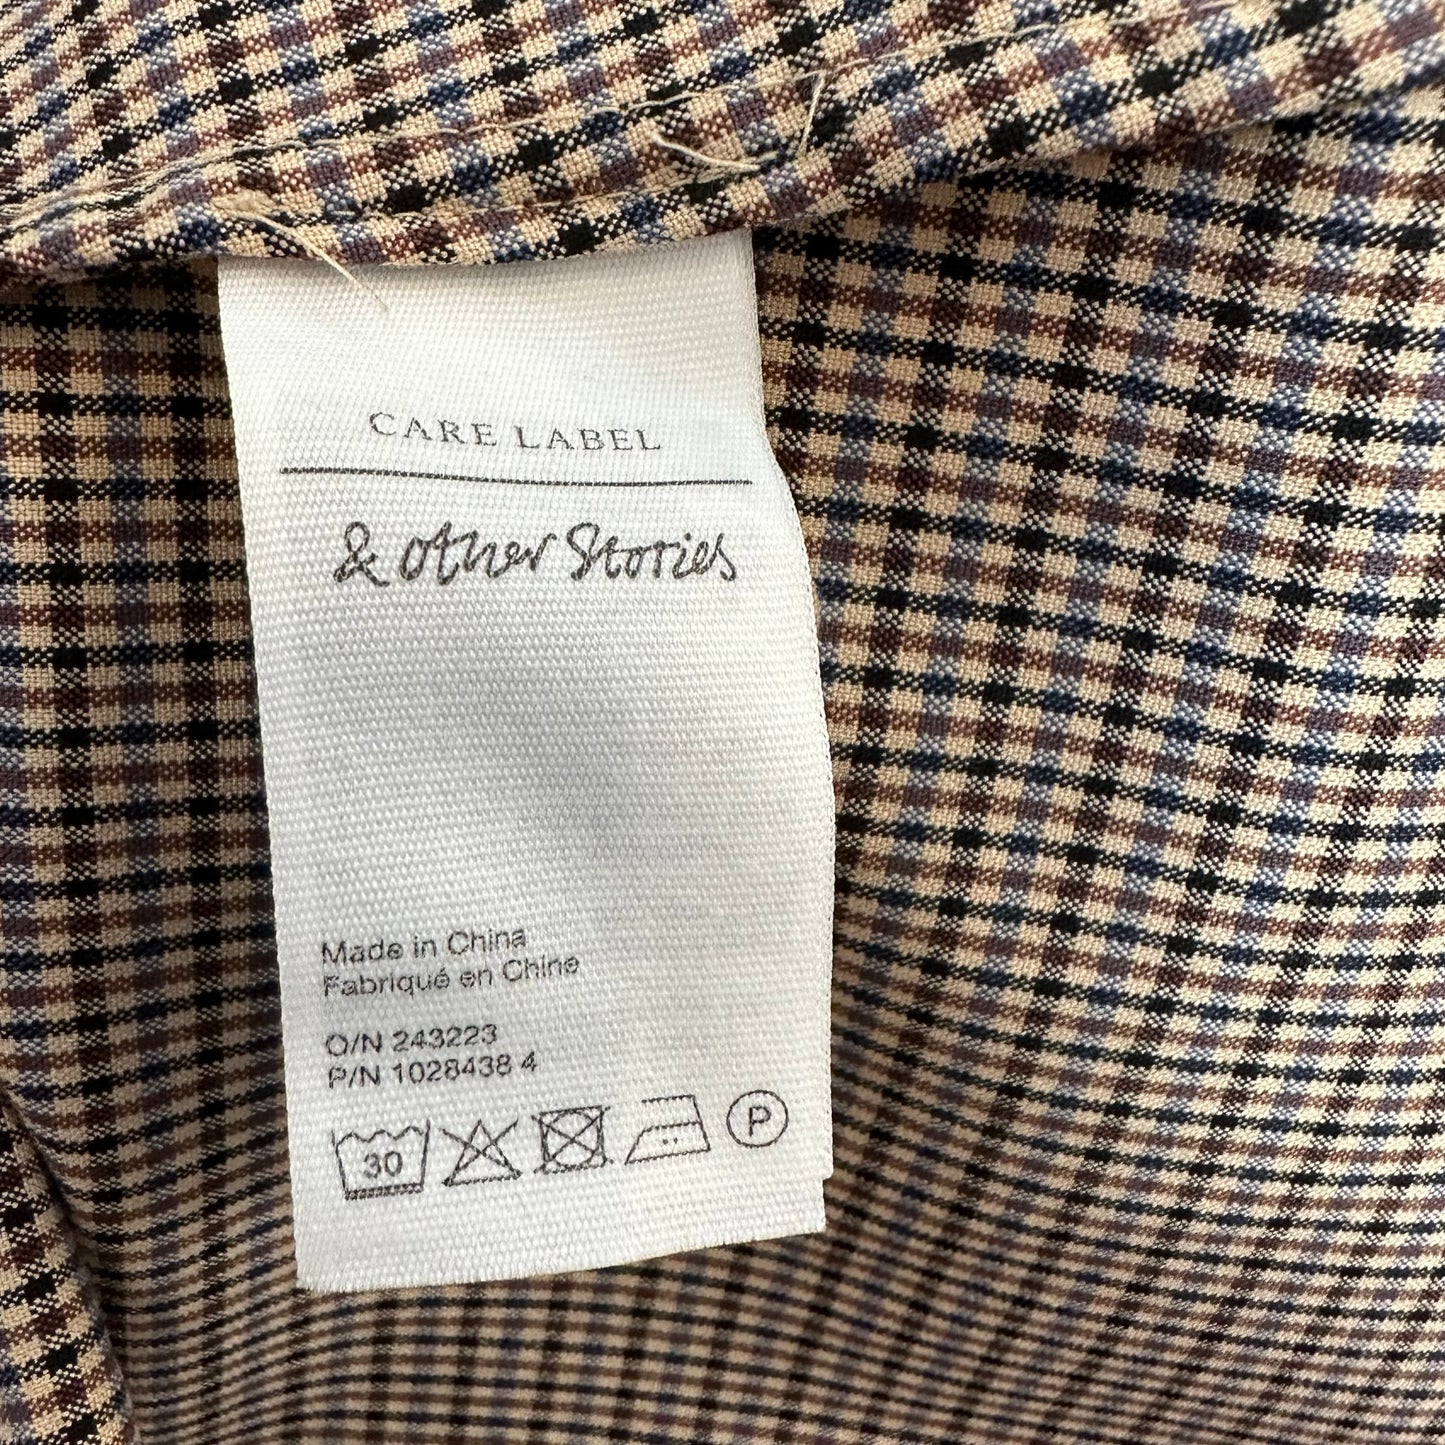 CARE LABEL
& Other Stories
Made in China
Fabriqué en Chine
O/N 243223
P/N 1028438 4
30
P